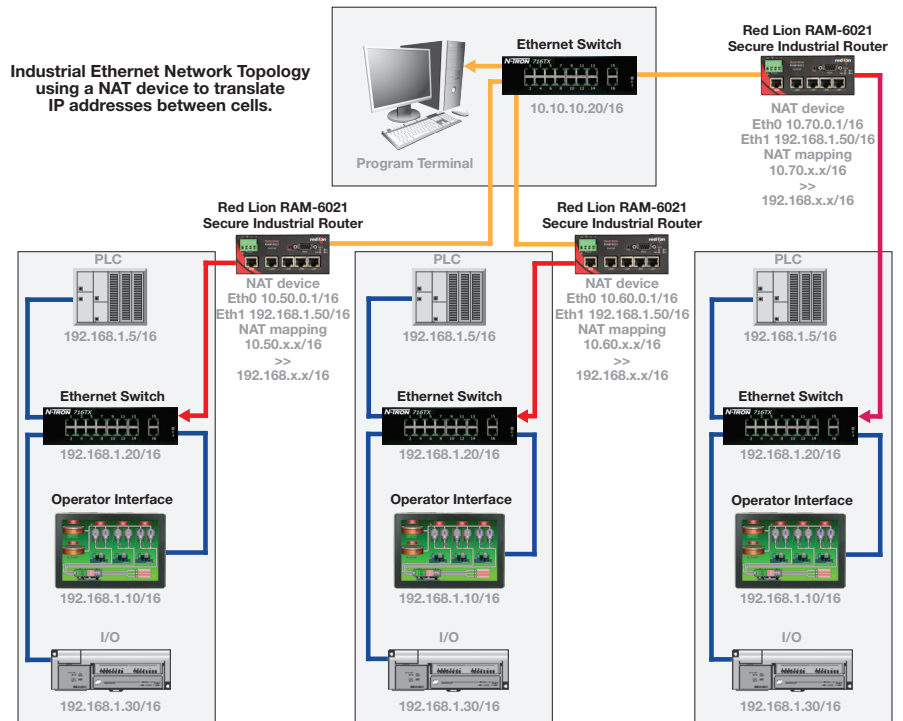 Industrial Ethernet Network Topology
using a NAT device to translate
IP addresses between cells.
Ethernet Switch
N-TRON 716TX
10.10.10.20/16
Program Terminal
Red Lion RAM-6021
Secure Industrial Router
red lion
NAT device
Eth0 10.70.0.1/16
Eth1 192.168.1.50/16
NAT mapping
10.70.x.x/16
>>
192.168.x.x/16
Red Lion RAM-6021
Secure Industrial Router
red lion
NAT device
Eth0 10.50.0.1/16
Eth1 192.168.1.50/16
NAT mapping
10.50.x.x/16
>>
192.168.x.x/16
Red Lion RAM-6021
Secure Industrial Router
red lion
NAT device
Eth0 10.60.0.1/16
Eth1 192.168.1.50/16
NAT mapping
10.60.x.x/16
>>
192.168.x.x/16
PLC
192.168.1.5/16
Ethernet Switch
N-TRON 716TX
192.168.1.20/16
Operator Interface
192.168.1.10/16
I/O
192.168.1.30/16
PLC
192.168.1.5/16
Ethernet Switch
N-TRON 716TX
192.168.1.20/16
Operator Interface
192.168.1.10/16
I/O
192.168.1.30/16
PLC
192.168.1.5/16
Ethernet Switch
N-TRON 716TX
192.168.1.20/16
Operator Interface
192.168.1.10/16
I/O
192.168.1.30/16